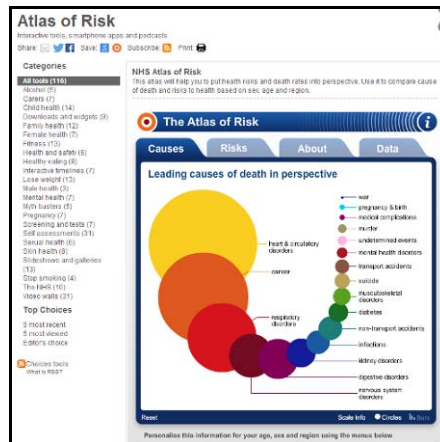 Atlas of Risk
Interactive tools, smartphone apps and podcasts
Share: Save: Subscribe: Print:
Categories
All tools (116)
Alcohol (5)
Carers (7)
Child health (14)
Downloads and widgets (9)
Family health (12)
Female health (7)
Fitness (13)
Health and safety (6)
Healthy eating (8)
Interactive timelines (7)
Lose weight (13)
Male health (3)
Mental health (7)
Myth busters (5)
Pregnancy (7)
Screening and tests (7)
Self assessments (31)
Sexual health (6)
Skin health (9)
Slideshows and galleries
(13)
Stop smoking (4)
The NHS (10)
Video walls (31)
Top Choices
5 most recent
5 most viewed
Editor's choice
Choices tools
What is RSS?
NHS Atlas of Risk
This atlas will help you to put health risks and death rates into perspective. Use it to compare cause
of death and risks to health based on sex, age and region.
The Atlas of Risk
i
Causes Risks About Data
Leading causes of death in perspective
war
pregnancy & birth
medical complications
murder
undetermined events
mental health disorders
transport accidents
suicide
musculoskeletal
disorders
diabetes
non-transport accidents
infections
kidney disorders
digestive disorders
nervous system
disorders
heart & circulatory
disorders
cancer
respiratory
disorders
Reset Scale Info Circles Bars
Personalise this information for your age, sex and region using the menus below